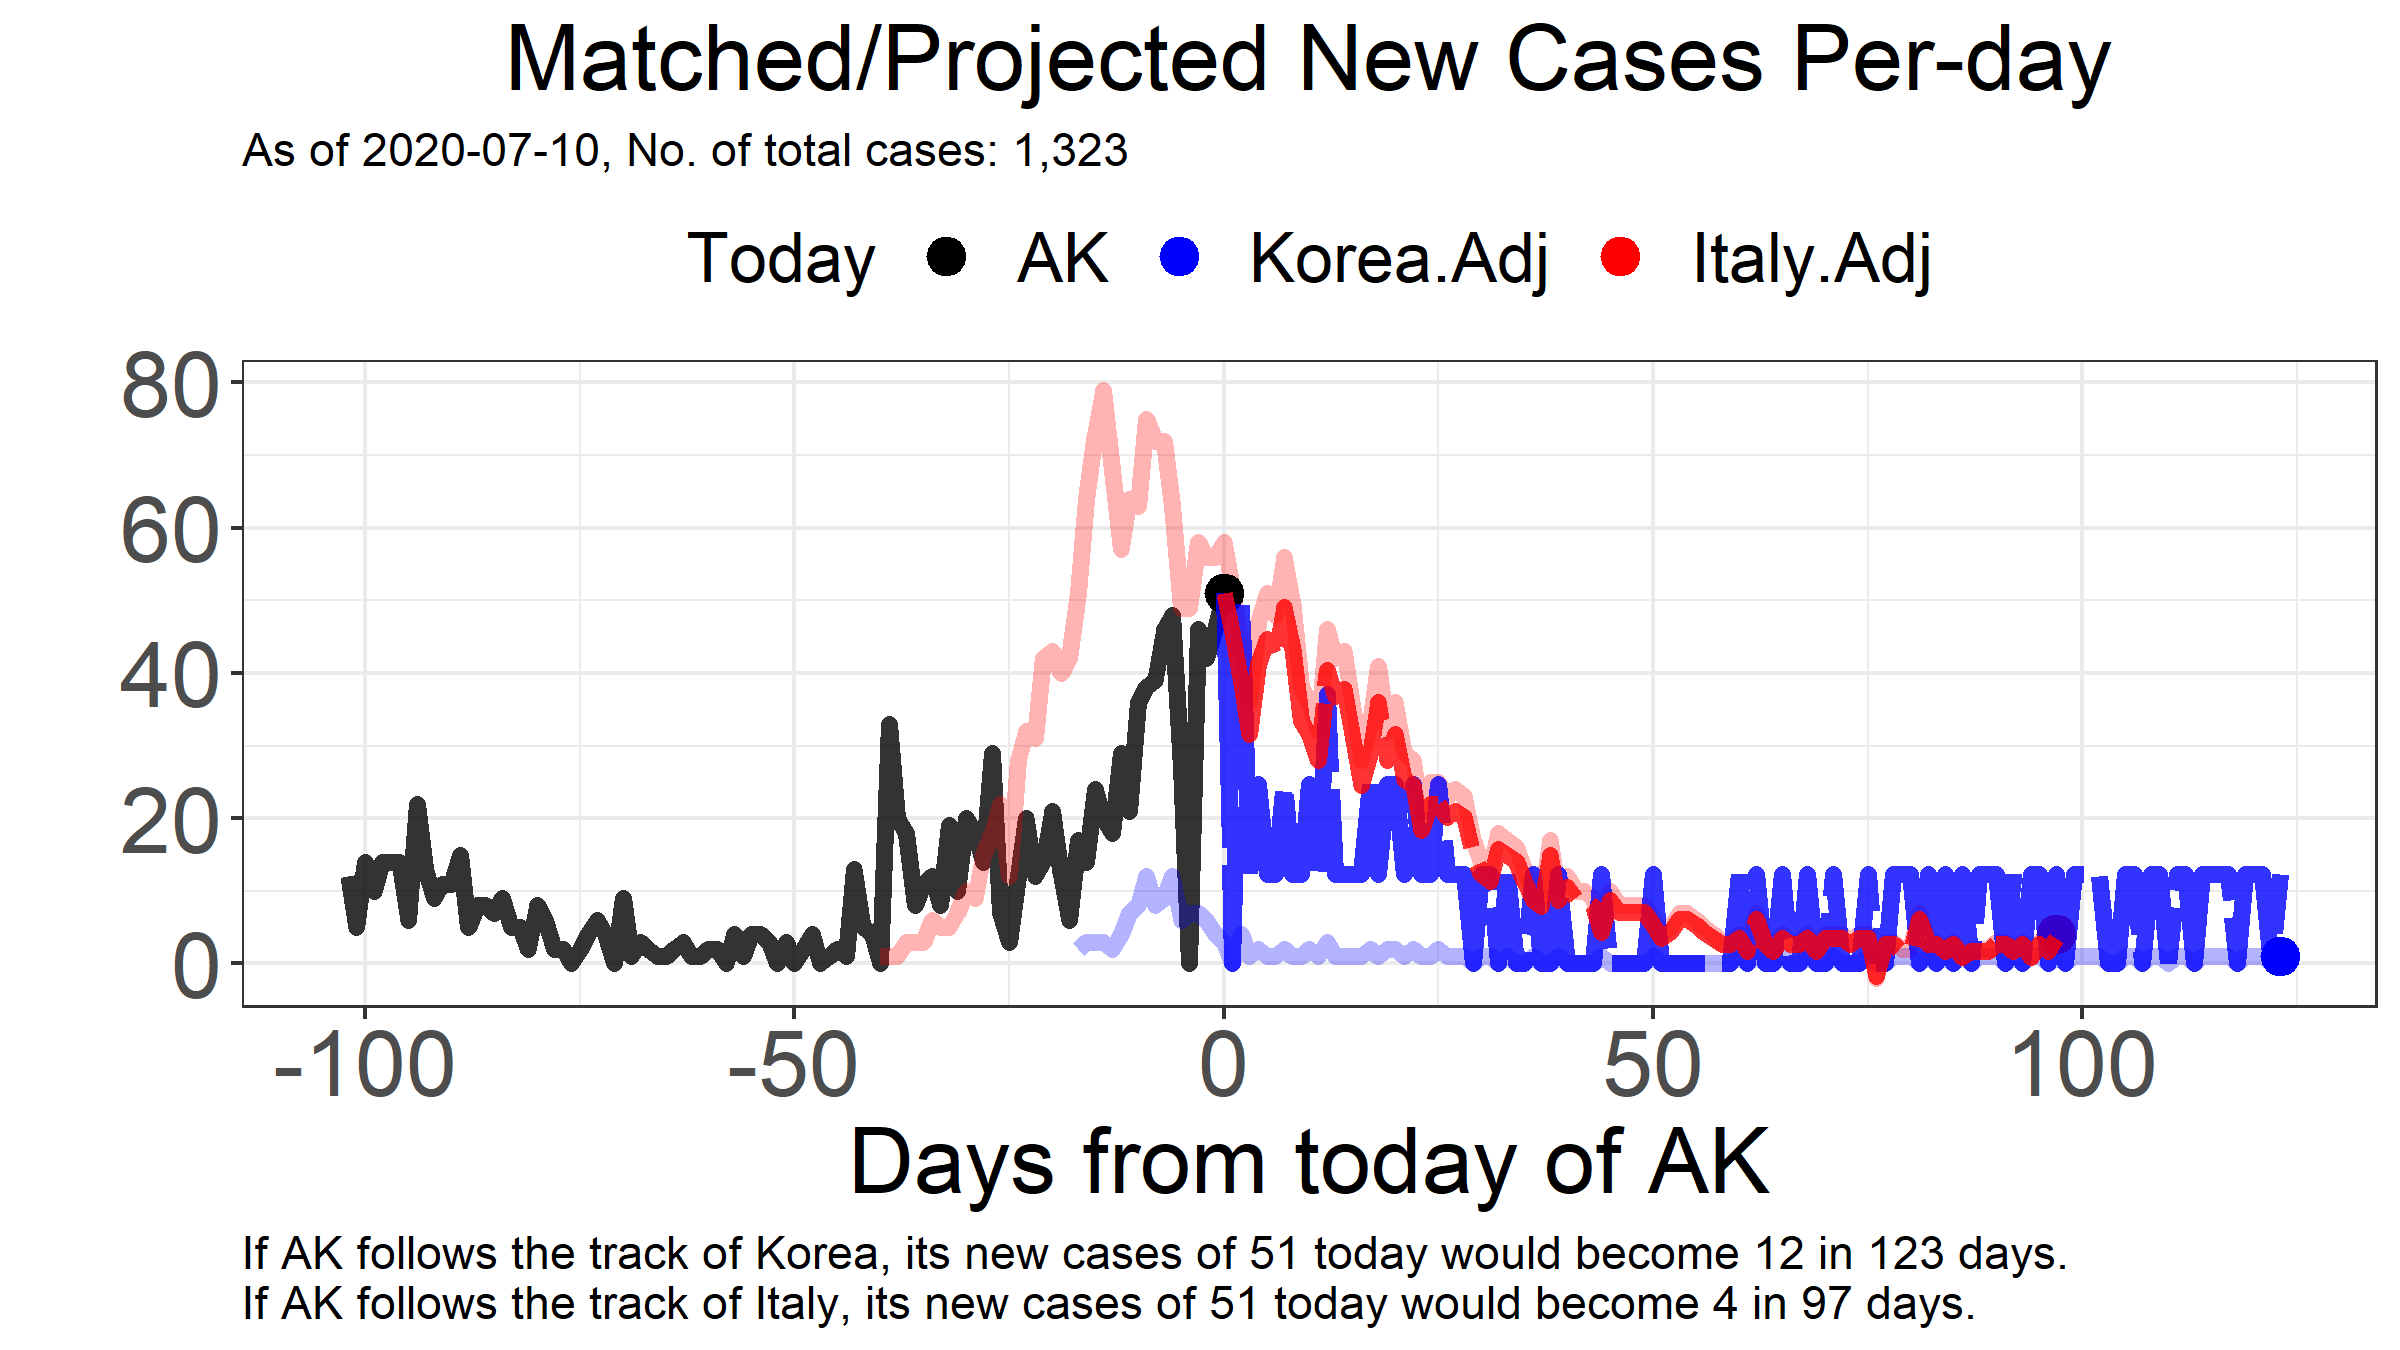 Matched/Projected New Cases Per-day
As of 2020-07-10, No. of total cases: 1,323
Today AK Korea.Adj Italy.Adj
80
60
40
20
0
-100 -50 0 50 100
Days from today of AK
If AK follows the track of Korea, its new cases of 51 today would become 12 in 123 days.
If AK follows the track of Italy, its new cases of 51 today would become 4 in 97 days.